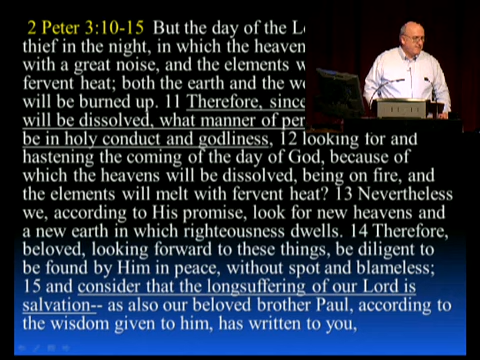 2 Peter 3:10-15 But the day of the
thief in the night, in which the heaven
with a great noise, and the elements
fervent heat; both the earth and the
will be burned up. 11 Therefore, since
will be dissolved, what manner of
be in holy conduct and godliness, 12 looking for and
hastening the coming of the day of God, because of
which the heavens will be dissolved, being on fire, and
the elements will melt with fervent heat? 13 Nevertheless
we, according to His promise, look for new heavens and
a new earth in which righteousness dwells. 14 Therefore,
beloved, looking forward to these things, be diligent to
be found by Him in peace, without spot and blameless;
15 and consider that the longsuffering of our Lord is
salvation-- as also our beloved brother Paul, according to
the wisdom given to him, has written to you,